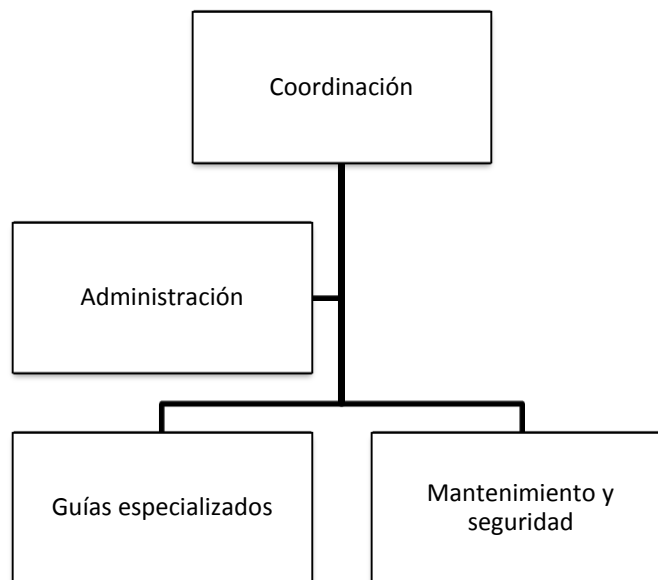 Coordinación
Administración
Guías especializados
Mantenimiento y
seguridad